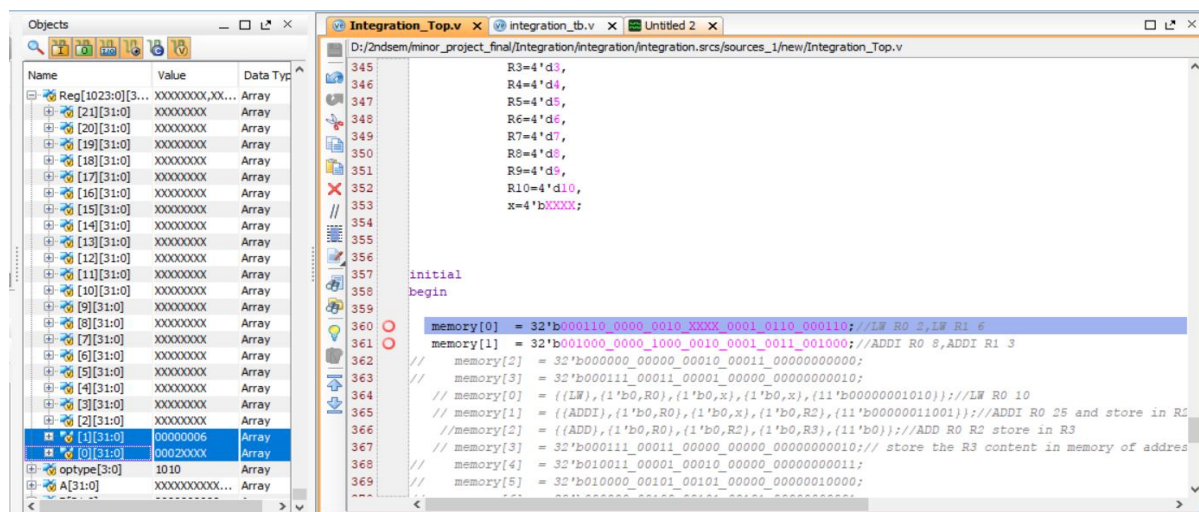 Objects
Name Value Data Typ
Reg[1023:0][3... XXXXXXXX,XX... Array
[21][31:0] XXXXXXXX Array
[20][31:0] XXXXXXXX Array
[19][31:0] XXXXXXXX Array
[18][31:0] XXXXXXXX Array
[17][31:0] XXXXXXXX Array
[16][31:0] XXXXXXXX Array
[15][31:0] XXXXXXXX Array
[14][31:0] XXXXXXXX Array
[13][31:0] XXXXXXXX Array
[12][31:0] XXXXXXXX Array
[11][31:0] XXXXXXXX Array
[10][31:0] XXXXXXXX Array
[9][31:0] XXXXXXXX Array
[8][31:0] XXXXXXXX Array
[7][31:0] XXXXXXXX Array
[6][31:0] XXXXXXXX Array
[5][31:0] XXXXXXXX Array
[4][31:0] XXXXXXXX Array
[3][31:0] XXXXXXXX Array
[2][31:0] XXXXXXXX Array
[1][31:0] 00000006 Array
[0][31:0] 0002XXXX Array
optype[3:0] 1010 Array
A[31:0] XXXXXXXXXX... Array
Integration_Top.v integration_tb.v Untitled 2
D:/2ndsem/minor_project_final/Integration/integration/integration.srcs/sources_1/new/Integration_Top.v
345 R3=4'd3,
346 R4=4'd4,
347 R5=4'd5,
348 R6=4'd6,
349 R7=4'd7,
350 R8=4'd8,
351 R9=4'd9,
352 R10=4'd10,
353 x=4'bXXXX;
354
355
356
357 initial
358 begin
359
360 memory[0] = 32'b000110_0000_0010_XXXX_0001_0110_000110;//LW R0 2,LW R1 6
361 memory[1] = 32'b001000_0000_1000_0010_0001_0011_001000;//ADDI R0 8,ADDI R1 3
362 // memory[2] = 32'b000000_00000_00010_00011_00000000000;
363 // memory[3] = 32'b000111_00011_00001_00000_00000000010;
364 // memory[0] = {{LW},{1'b0,R0},{1'b0,x},{1'b0,x},{11'b00000001010}};//LW R0 10
365 // memory[1] = {{ADDI},{1'b0,R0},{1'b0,x},{1'b0,R2},{11'b00000011001}};//ADDI R0 25 and store in R2
366 //memory[2] = {{ADD},{1'b0,R0},{1'b0,R2},{1'b0,R3},{11'b0}};//ADD R0 R2 store in R3
367 // memory[3] = 32'b000111_00011_00000_00000_00000000010;// store the R3 content in memory of addres
368 // memory[4] = 32'b010011_00001_00010_00000_00000000011;
369 // memory[5] = 32'b010000_00101_00101_00000_00000010000;